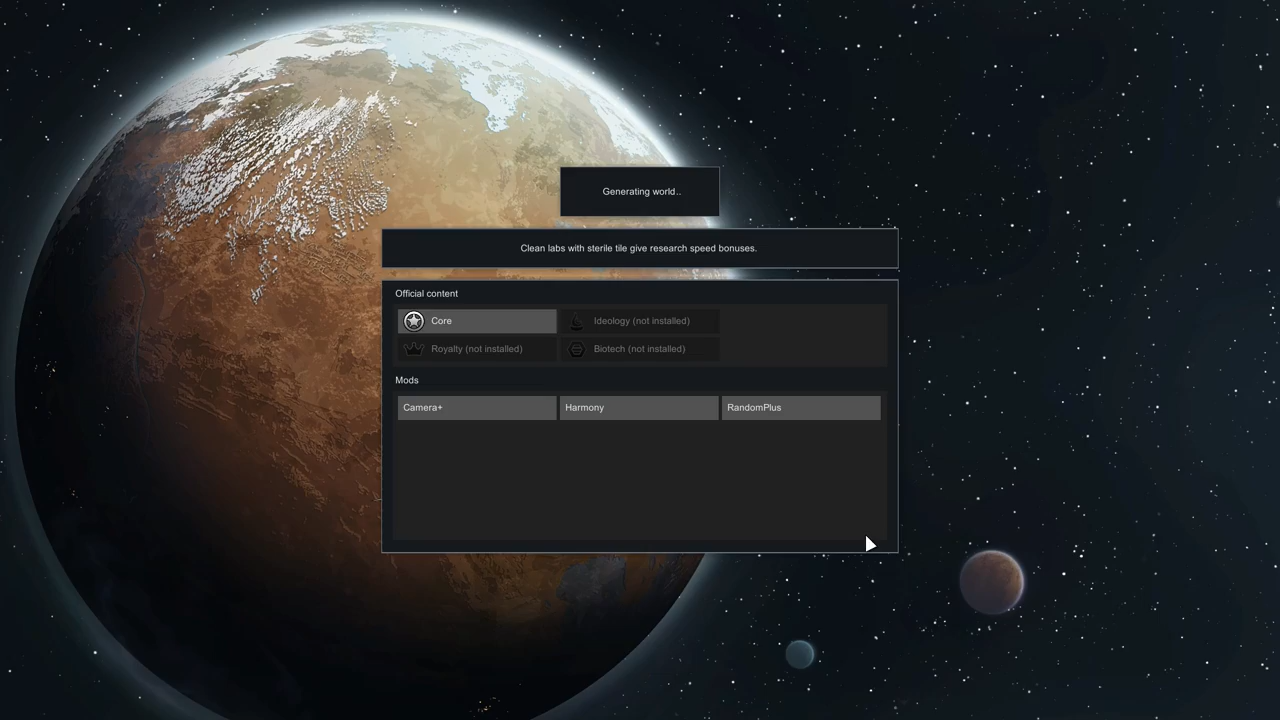 Generating world..
Clean labs with sterile tile give research speed bonuses.
Official content
Core
Ideology (not installed)
Royalty (not installed)
Biotech (not installed)
Mods
Camera+
Harmony
RandomPlus